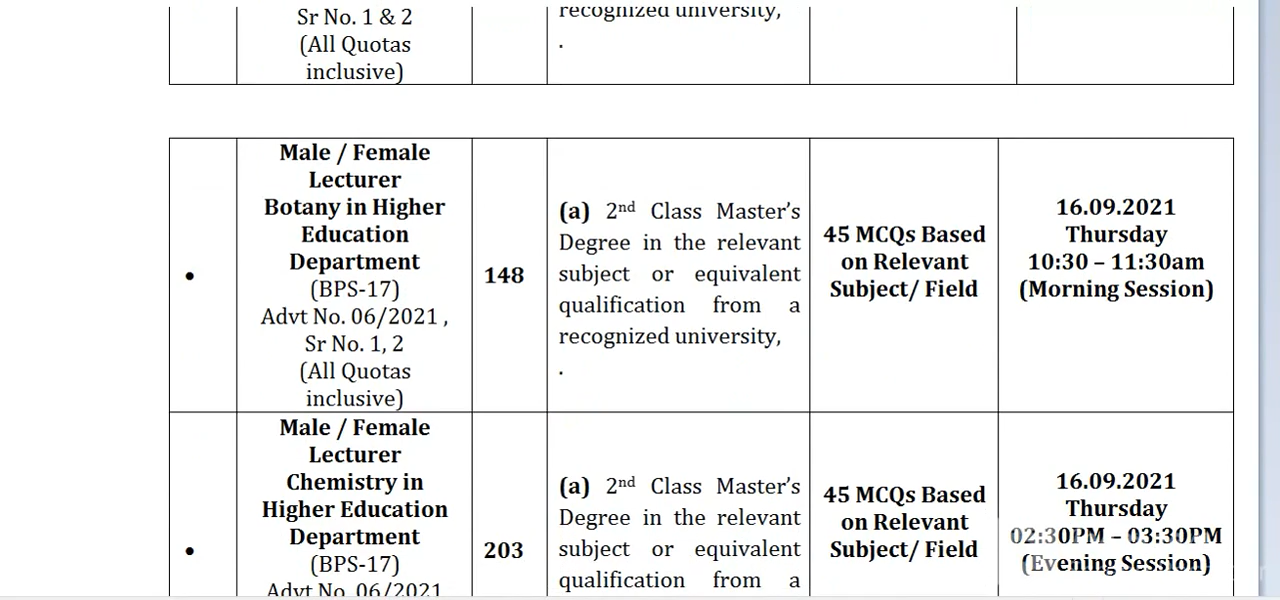 Sr No. 1 & 2
(All Quotas
inclusive)
recognized university,
.
•
Male / Female
Lecturer
Botany in Higher
Education
Department
(BPS-17)
Advt No. 06/2021 ,
Sr No. 1, 2
(All Quotas
inclusive)
148
(a) 2nd Class Master's
Degree in the relevant
subject or equivalent
qualification from a
recognized university,
.
45 MCQs Based
on Relevant
Subject/ Field
16.09.2021
Thursday
10:30 – 11:30am
(Morning Session)
•
Male / Female
Lecturer
Chemistry in
Higher Education
Department
(BPS-17)
Advt No. 06/2021
203
(a) 2nd Class Master's
Degree in the relevant
subject or equivalent
qualification from a
45 MCQs Based
on Relevant
Subject/ Field
16.09.2021
Thursday
02:30PM – 03:30PM
(Evening Session)